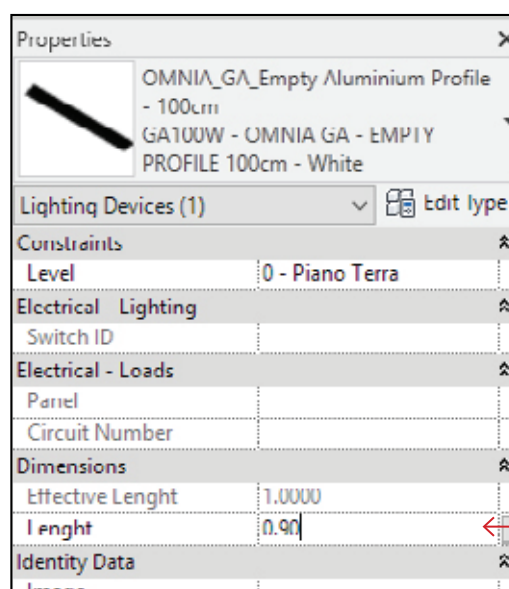 Properties
OMNIA_GA_Empty Aluminium Profile
- 100cm
GA100W - OMNIA GA - EMPTY
PROFILE 100cm - White
Lighting Devices (1)
Edit Type
Constraints
Level 0 - Piano Terra
Electrical Lighting
Switch ID
Electrical - Loads
Panel
Circuit Number
Dimensions
Effective Lenght 1.0000
Lenght 0.90
Identity Data
Image